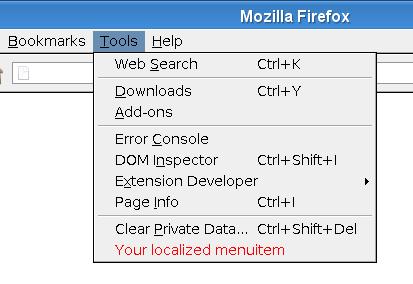 Mozilla Firefox
Bookmarks Tools Help
Web Search Ctrl+K
Downloads Ctrl+Y
Add-ons
Error Console
DOM Inspector Ctrl+Shift+I
Extension Developer
Page Info Ctrl+I
Clear Private Data... Ctrl+Shift+Del
Your localized menuitem